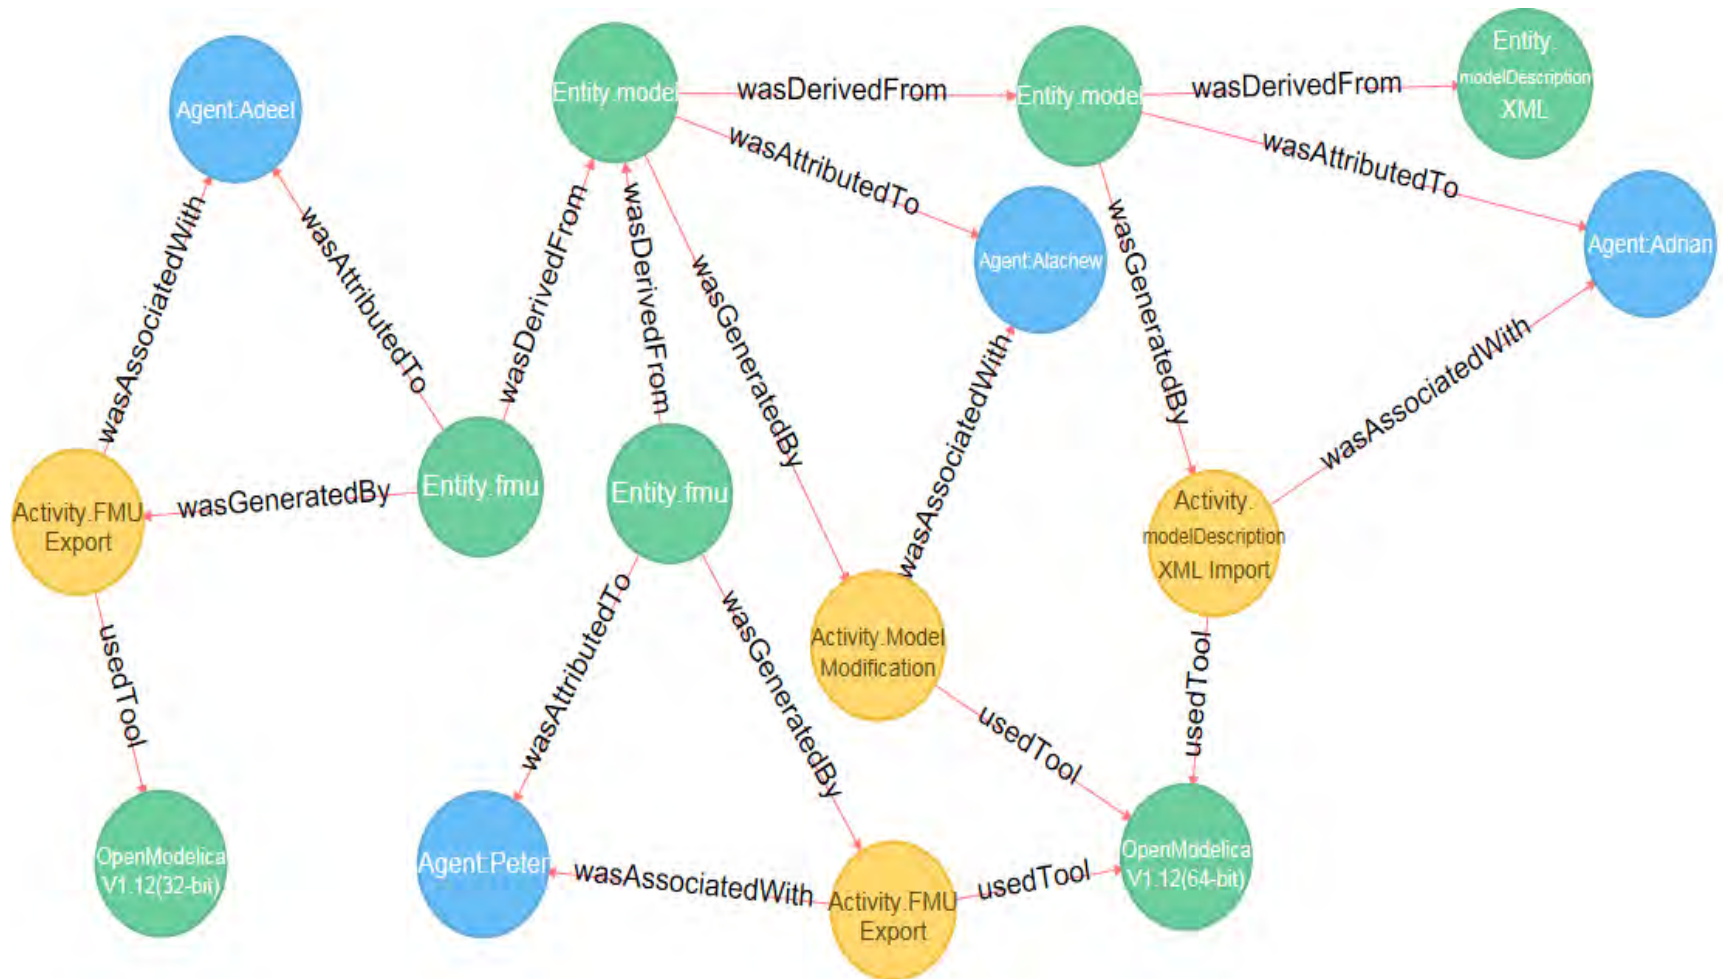 Entity.
modelDescription
XML
Entity.model
wasDerivedFrom
Entity.model
wasDerivedFrom
Agent:Adeel
wasAttributedTo
wasAttributedTo
Agent:Alachew
Agent:Adrian
wasAssociatedWith
wasAttributedTo
wasDerivedFrom
wasDerivedFrom
wasGeneratedBy
wasGeneratedBy
wasAssociatedWith
wasAssociatedWith
Activity.FMU
Export
wasGeneratedBy
Entity.fmu
Entity.fmu
Activity.
modelDescription
XML Import
Activity.Model
Modification
usedTool
wasAttributedTo
wasGeneratedBy
usedTool
usedTool
OpenModelica
V1.12(32-bit)
Agent:Peter
wasAssociatedWith
Activity.FMU
Export
usedTool
OpenModelica
V1.12(64-bit)